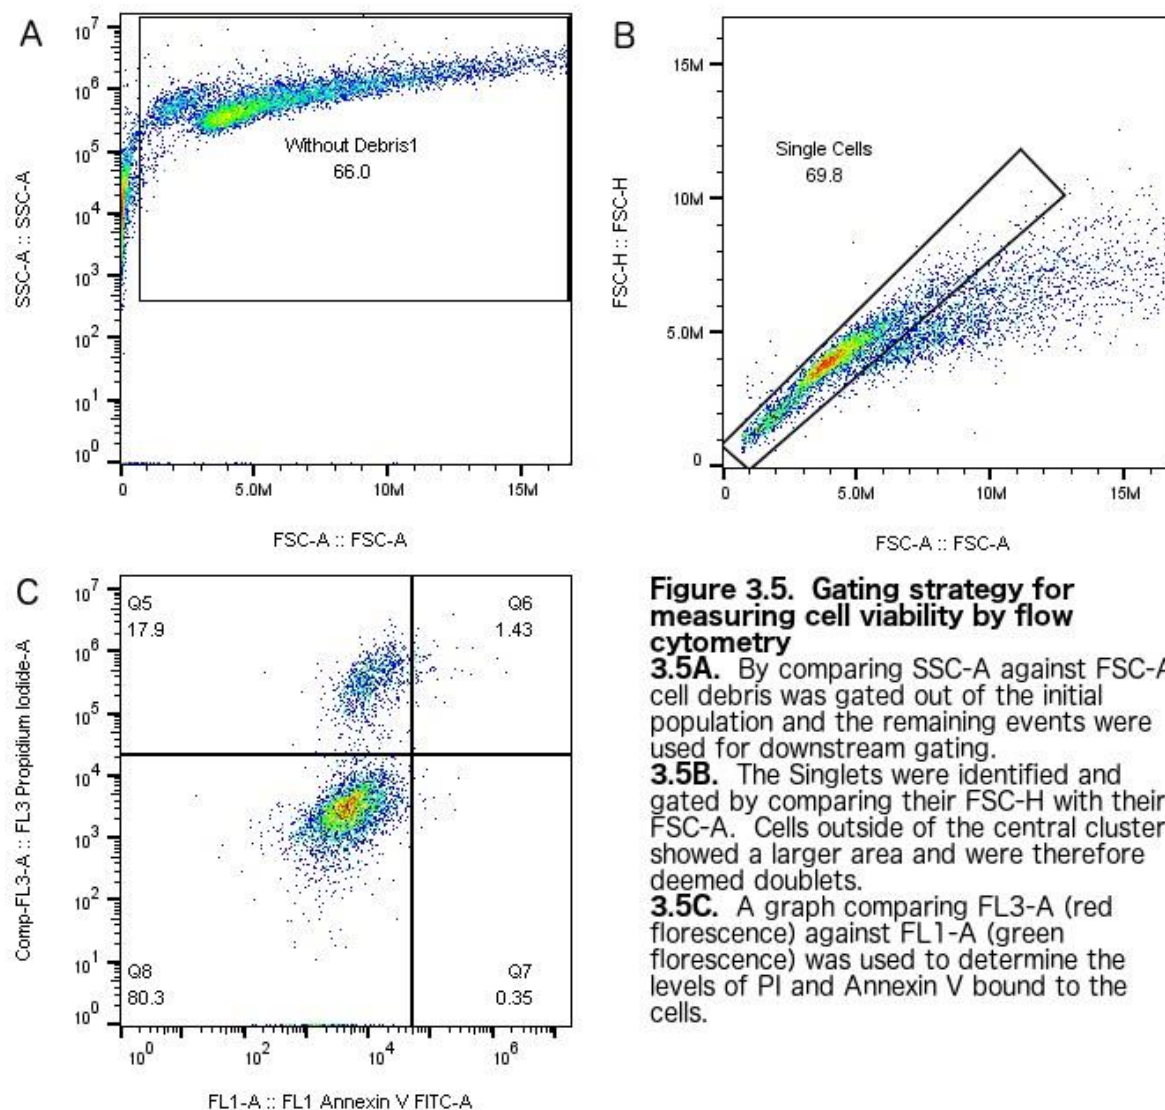 A
10^7
10^6
10^5
10^4
10^3
10^2
10^1
10^0
SSC-A :: SSC-A
Without Debris1
66.0
0 5.0M 10M 15M
FSC-A :: FSC-A
B
15M
10M
5.0M
0
FSC-H :: FSC-H
Single Cells
69.8
0 5.0M 10M 15M
FSC-A :: FSC-A
C
10^7
10^6
10^5
10^4
10^3
10^2
10^1
10^0
Comp-FL3-A :: FL3 Propidium Iodide-A
Q5
17.9
Q6
1.43
Q8
80.3
Q7
0.35
10^0 10^2 10^4 10^6
FL1-A :: FL1 Annexin V FITC-A
Figure 3.5. Gating strategy for
measuring cell viability by flow
cytometry
3.5A. By comparing SSC-A against FSC-A
cell debris was gated out of the initial
population and the remaining events were
used for downstream gating.
3.5B. The Singlets were identified and
gated by comparing their FSC-H with their
FSC-A. Cells outside of the central cluster
showed a larger area and were therefore
deemed doublets.
3.5C. A graph comparing FL3-A (red
florescence) against FL1-A (green
florescence) was used to determine the
levels of PI and Annexin V bound to the
cells.